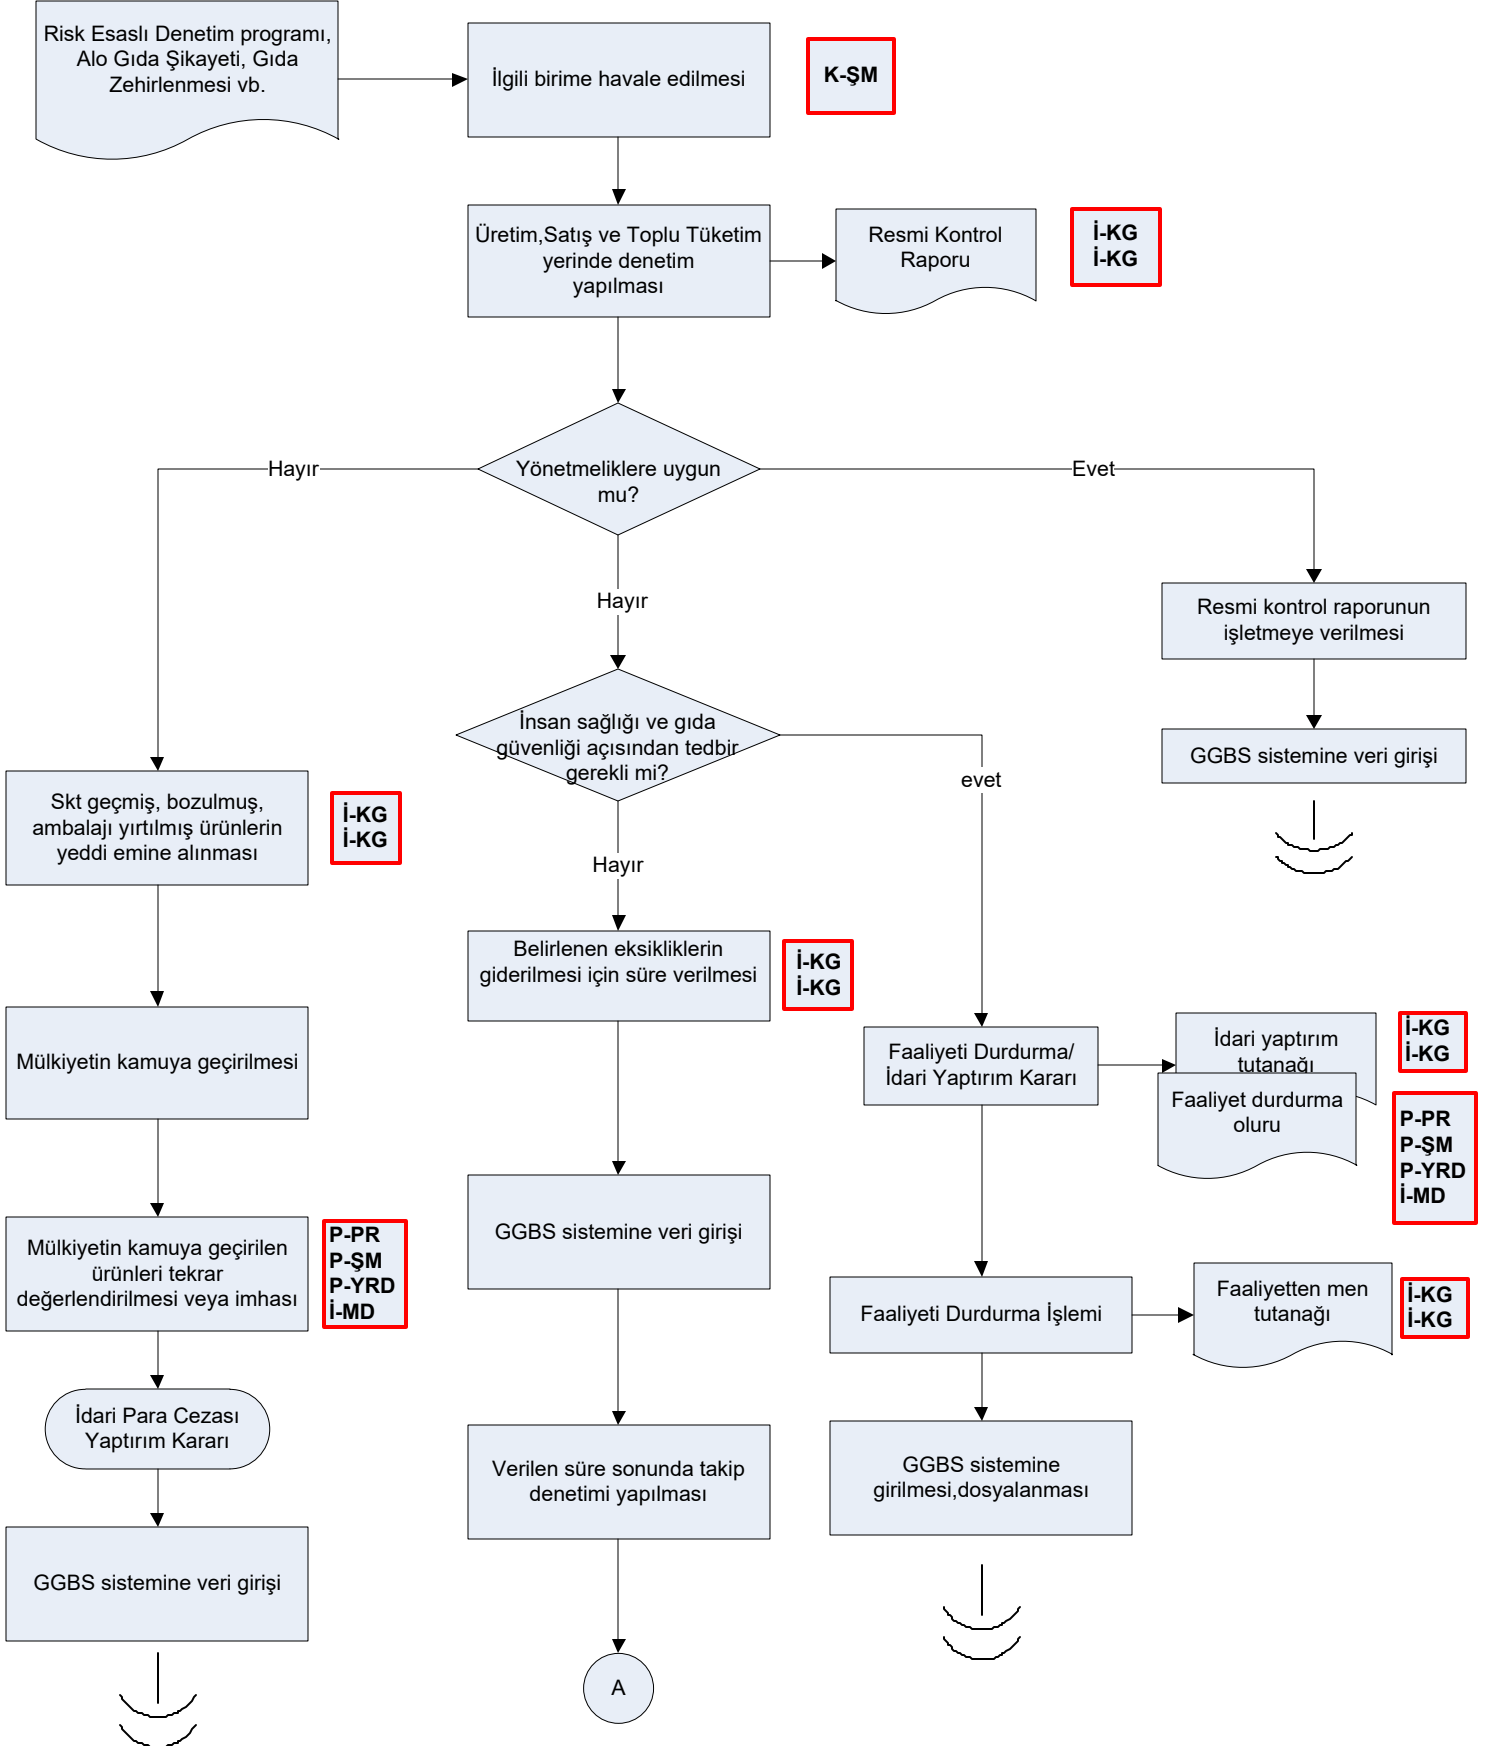 Risk Esaslı Denetim programı,
Alo Gıda Şikayeti, Gıda
Zehirlenmesi vb.
İlgili birime havale edilmesi
K-ŞM
Üretim,Satış ve Toplu Tüketim
yerinde denetim
yapılması
Resmi Kontrol
Raporu
İ-KG
İ-KG
Yönetmeliklere uygun
mu?
Hayır
Evet
Hayır
Resmi kontrol raporunun
işletmeye verilmesi
GGBS sistemine veri girişi
İnsan sağlığı ve gıda
güvenliği açısından tedbir
gerekli mi?
evet
Hayır
Skt geçmiş, bozulmuş,
ambalajı yırtılmış ürünlerin
yeddi emine alınması
İ-KG
İ-KG
Belirlenen eksikliklerin
giderilmesi için süre verilmesi
İ-KG
İ-KG
Mülkiyetin kamuya geçirilmesi
Faaliyeti Durdurma/
İdari Yaptırım Kararı
İdari yaptırım
tutanağı
İ-KG
İ-KG
Faaliyet durdurma
oluru
P-PR
P-ŞM
P-YRD
İ-MD
Mülkiyetin kamuya geçirilen
ürünleri tekrar
değerlendirilmesi veya imhası
P-PR
P-ŞM
P-YRD
İ-MD
GGBS sistemine veri girişi
Faaliyeti Durdurma İşlemi
Faaliyetten men
tutanağı
İ-KG
İ-KG
İdari Para Cezası
Yaptırım Kararı
Verilen süre sonunda takip
denetimi yapılması
GGBS sistemine
girilmesi,dosyalanması
GGBS sistemine veri girişi
A